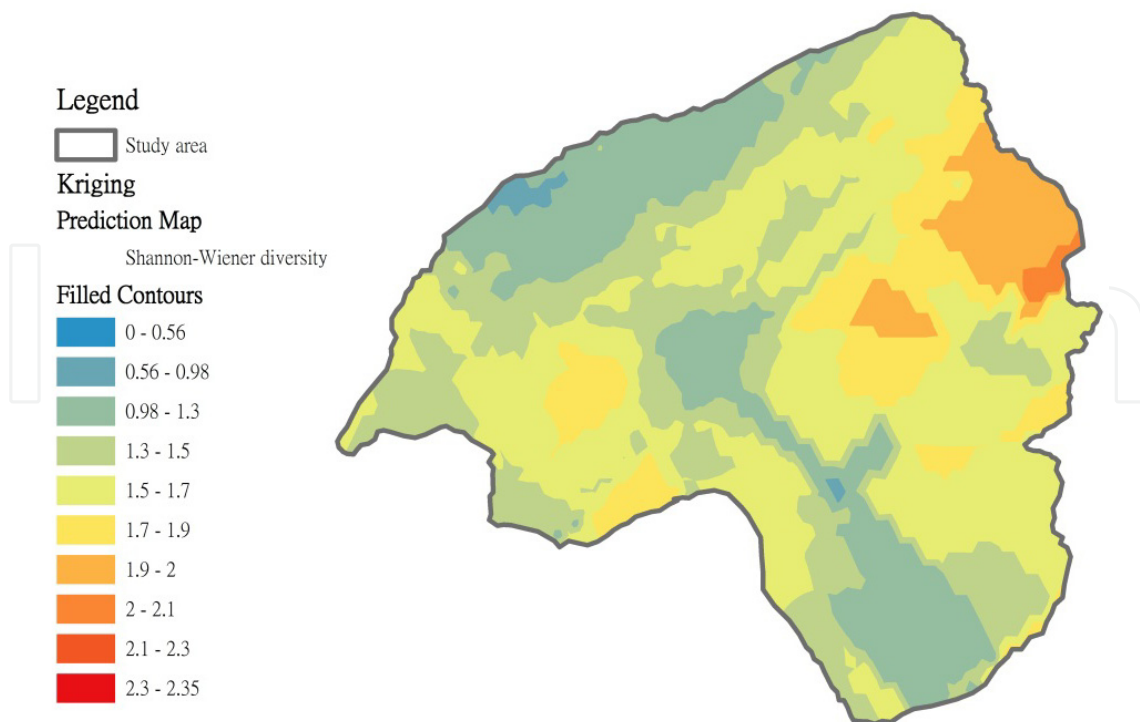 Legend
Study area
Kriging
Prediction Map
Shannon-Wiener diversity
Filled Contours
0 - 0.56
0.56 - 0.98
0.98 - 1.3
1.3 - 1.5
1.5 - 1.7
1.7 - 1.9
1.9 - 2
2 - 2.1
2.1 - 2.3
2.3 - 2.35